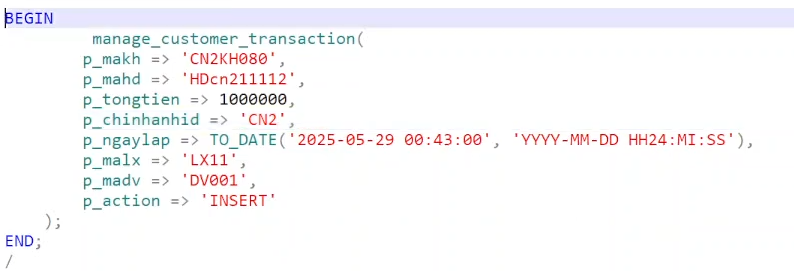 BEGIN
manage_customer_transaction(
p_makh => 'CN2KH080',
p_mahd => 'HDcn211112',
p_tongtien => 1000000,
p_chinhanhid => 'CN2',
p_ngaylap => TO_DATE('2025-05-29 00:43:00', 'YYYY-MM-DD HH24:MI:SS'),
p_malx => 'LX11',
p_madv => 'DV001',
p_action => 'INSERT'
);
END;
/